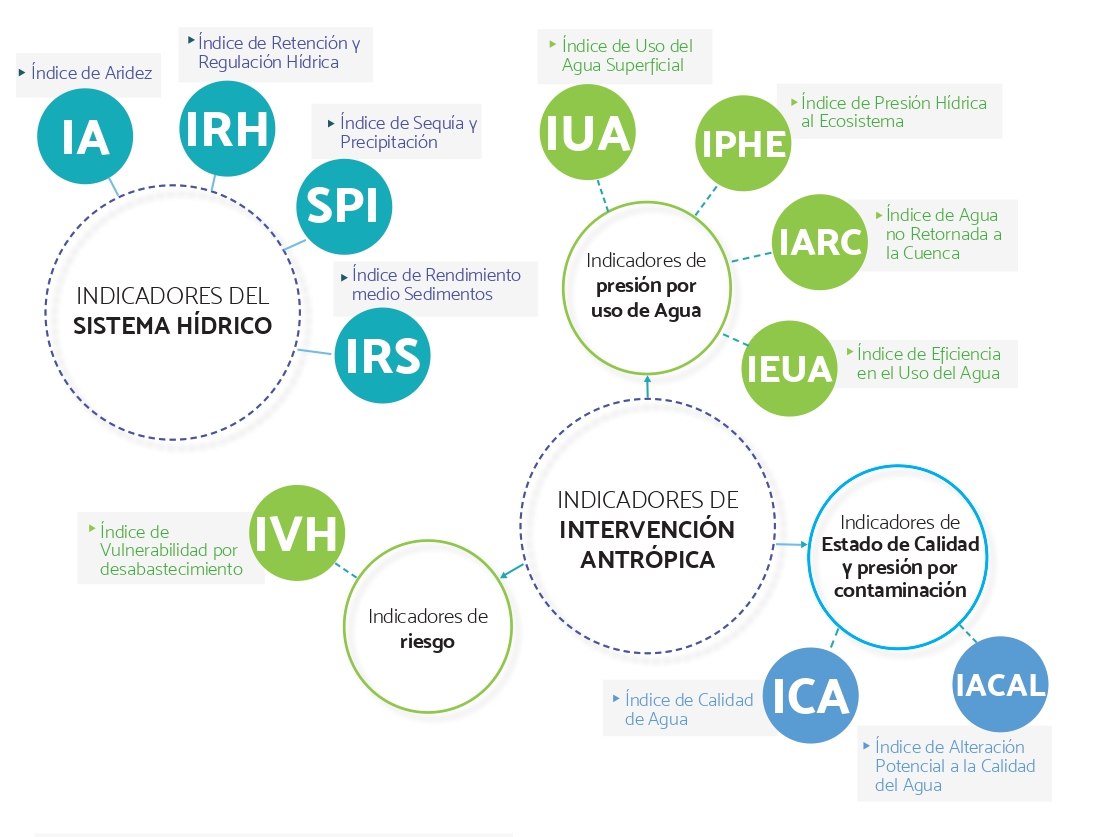 Índice de Aridez
IA
Índice de Retención y
Regulación Hídrica
IRH
Índice de Sequía y
Precipitación
SPI
Índice de Rendimiento
medio Sedimentos
IRS
INDICADORES DEL
SISTEMA HÍDRICO
Índice de Uso del
Agua Superficial
IUA
Índice de Presión Hídrica
al Ecosistema
IPHE
Índice de Agua
no Retornada a
la Cuenca
IARC
Índice de Eficiencia
en el Uso del Agua
IEUA
Indicadores de
presión por
uso de Agua
INDICADORES DE
INTERVENCIÓN
ANTRÓPICA
Índice de
Vulnerabilidad por
desabastecimiento
IVH
Indicadores de
riesgo
Indicadores de
Estado de Calidad
y presión por
contaminación
Índice de Calidad
de Agua
ICA
IACAL
Índice de Alteración
Potencial a la Calidad
del Agua